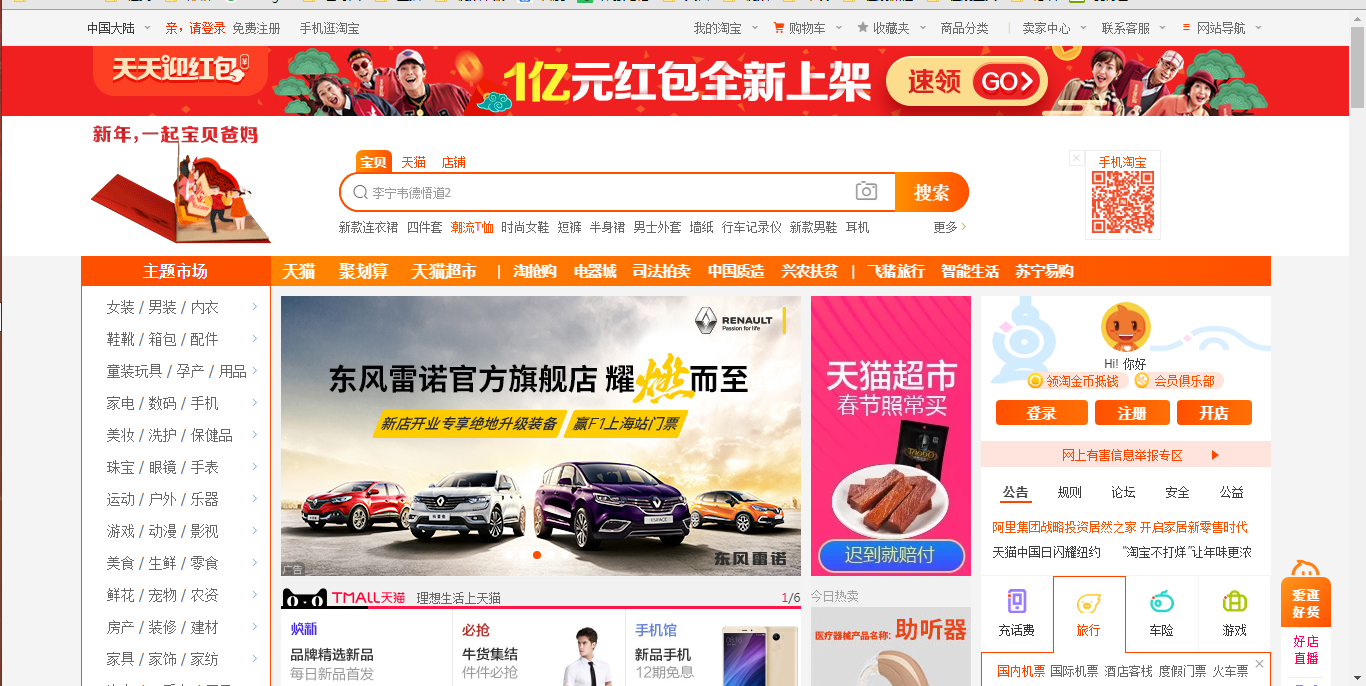 中国大陆 亲，请登录 免费注册 手机逛淘宝 我的淘宝 购物车 收藏夹 商品分类 卖家中心 联系客服 网站导航
天天迎红包 ¥ 1亿元红包全新上架 速领 GO
新年,一起宝贝爸妈
宝贝 天猫 店铺
李宁韦德悟道2 搜索
新款连衣裙 四件套 潮流T恤 时尚女鞋 短裤 半身裙 男士外套 墙纸 行车记录仪 新款男鞋 耳机 更多
手机淘宝
主题市场 天猫 聚划算 天猫超市 | 淘抢购 电器城 司法拍卖 中国质造 兴农扶贫 | 飞猪旅行 智能生活 苏宁易购
女装 / 男装 / 内衣
鞋靴 / 箱包 / 配件
童装玩具 / 孕产 / 用品
家电 / 数码 / 手机
美妆 / 洗护 / 保健品
珠宝 / 眼镜 / 手表
运动 / 户外 / 乐器
游戏 / 动漫 / 影视
美食 / 生鲜 / 零食
鲜花 / 宠物 / 农资
房产 / 装修 / 建材
家具 / 家饰 / 家纺
RENAULT
Passion for life
东风雷诺官方旗舰店 耀燃而至
新店开业专享绝地升级装备 赢F1上海站门票
ESPACE
东风雷诺
广告
天猫超市
春节照常买
迟到就赔付
Hi! 你好
领淘金币抵钱 会员俱乐部
登录 注册 开店
网上有害信息举报专区
公告 规则 论坛 安全 公益
阿里集团战略投资居然之家 开启家居新零售时代
天猫中国日闪耀纽约 “淘宝不打烊”让年味更浓
充话费 旅行 车险 游戏
国内机票 国际机票 酒店客栈 度假门票 火车票
TMALL天猫 理想生活上天猫 1/6
焕新
品牌精选新品
每日新品首发
必抢
牛货集结
件件必抢
手机馆
新品手机
12期免息
今日热卖
医疗器械产品名称: 助听器
爱逛
好货
好店
直播